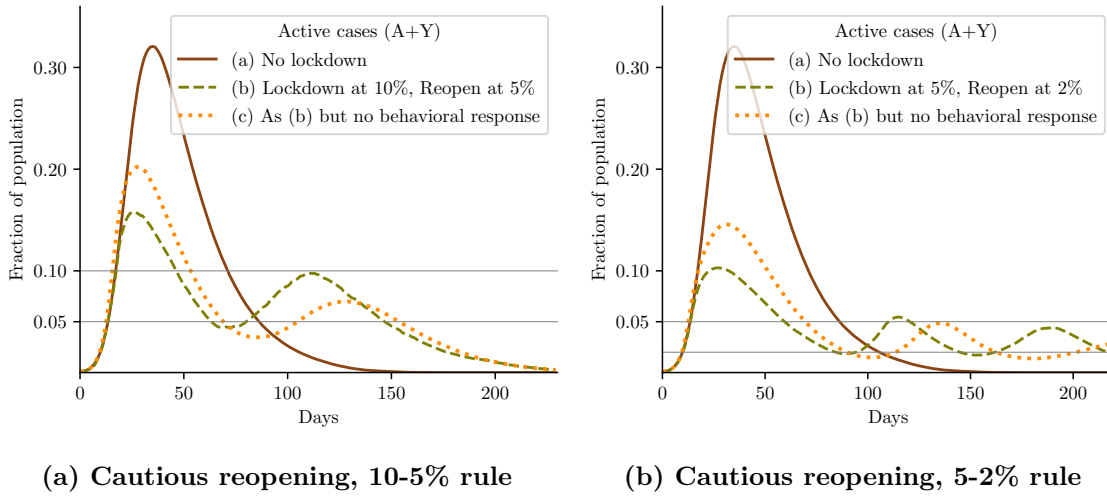 Active cases (A+Y)
(a) No lockdown
(b) Lockdown at 10%, Reopen at 5%
(c) As (b) but no behavioral response
Fraction of population
0.30
0.20
0.10
0.05
0
50
100
150
200
Days
(a) Cautious reopening, 10-5% rule
Active cases (A+Y)
(a) No lockdown
(b) Lockdown at 5%, Reopen at 2%
(c) As (b) but no behavioral response
Fraction of population
0.30
0.20
0.10
0.05
0
50
100
150
200
Days
(b) Cautious reopening, 5-2% rule